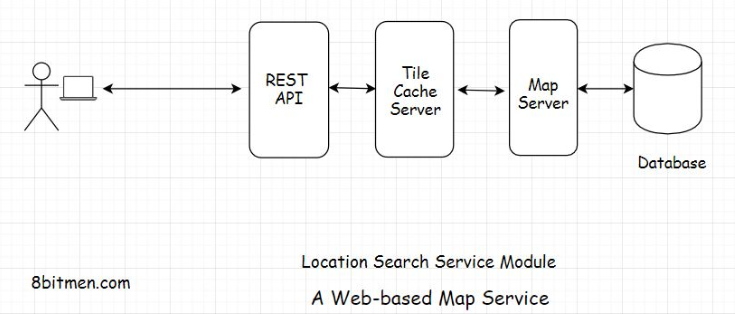 REST
API
Tile
Cache
Server
Map
Server
Database
Location Search Service Module
8bitmen.com
A Web-based Map Service